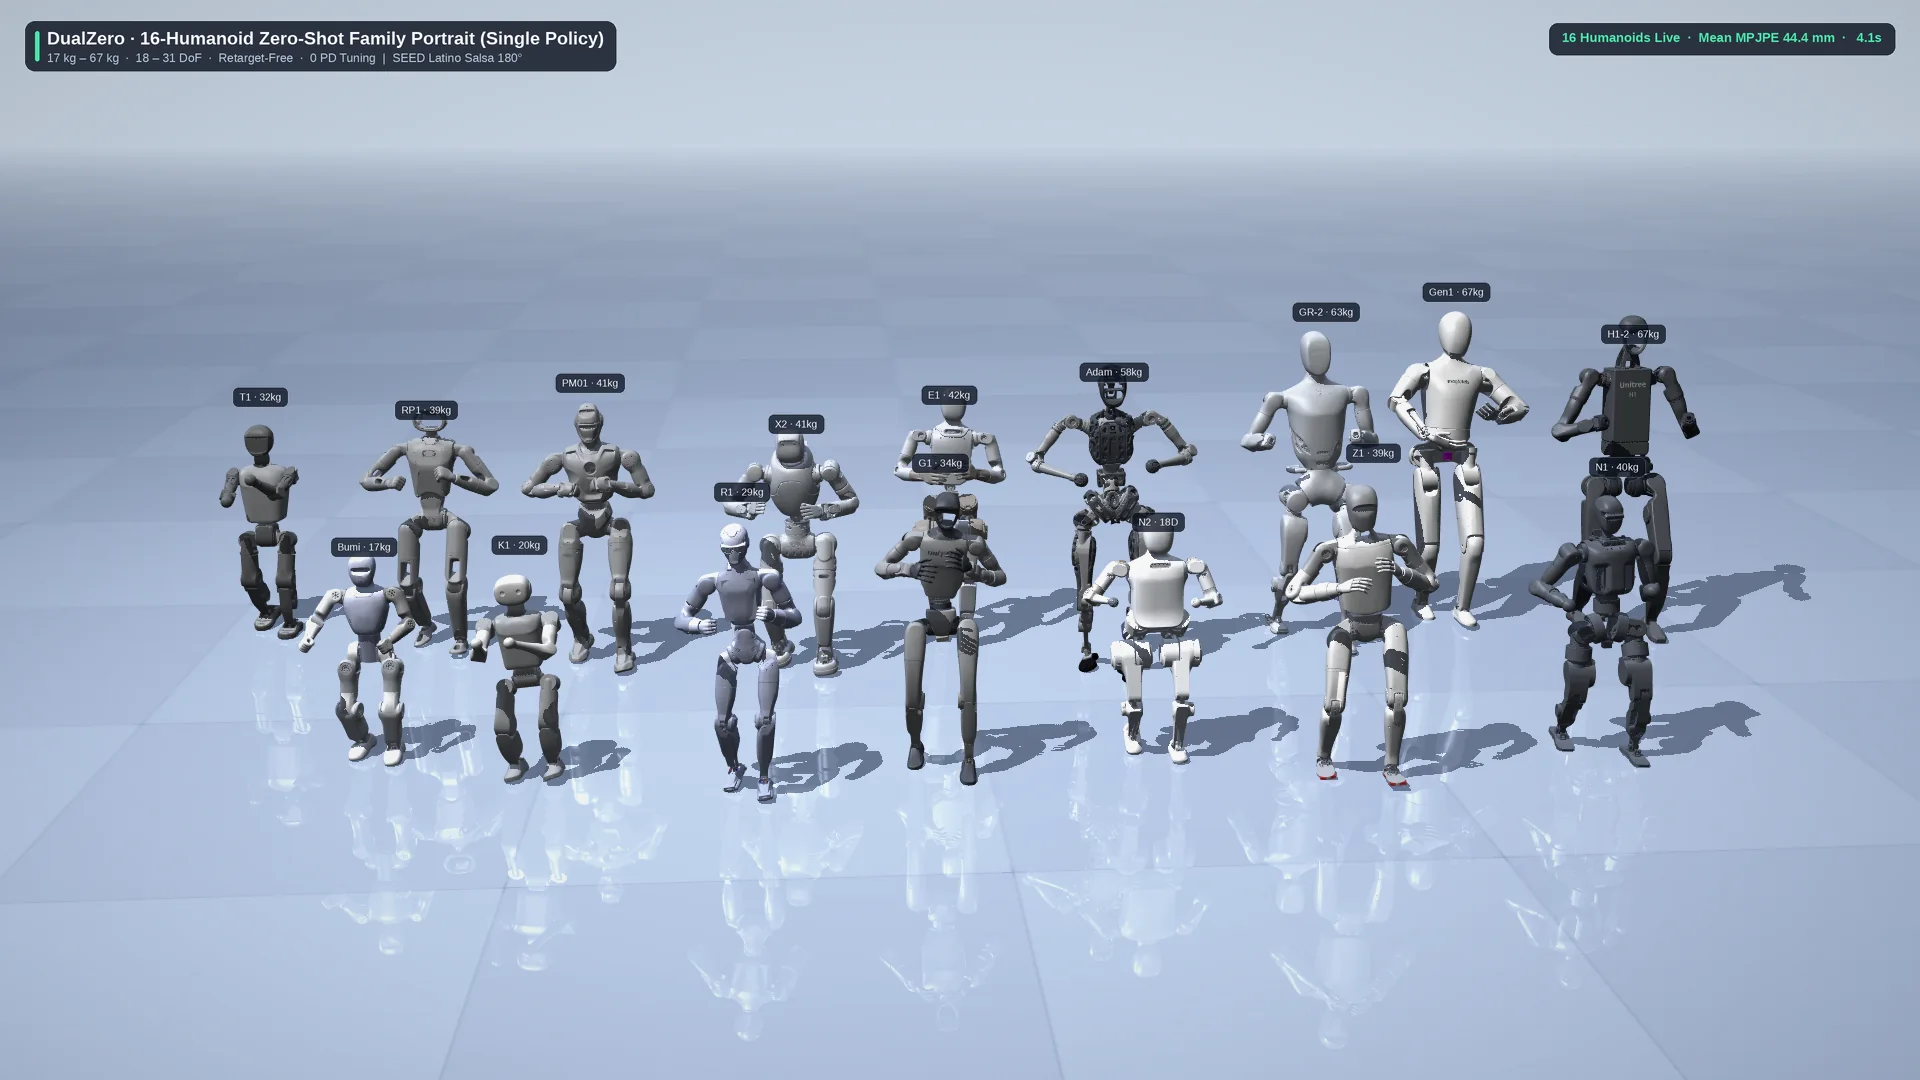 DualZero · 16-Humanoid Zero-Shot Family Portrait (Single Policy)
17 kg – 67 kg · 18 – 31 DoF · Retarget-Free · 0 PD Tuning | SEED Latino Salsa 180°
16 Humanoids Live · Mean MPJPE 44.4 mm · 4.1s
Gen1 · 67kg
GR-2 · 63kg
H1-2 · 67kg
Adam · 58kg
PM01 · 41kg
Unitree
H1
E1 · 42kg
T1 · 32kg
RP1 · 39kg
X2 · 41kg
Z1 · 39kg
G1 · 34kg
N1 · 40kg
R1 · 29kg
N2 · 18D
K1 · 20kg
Bumi · 17kg